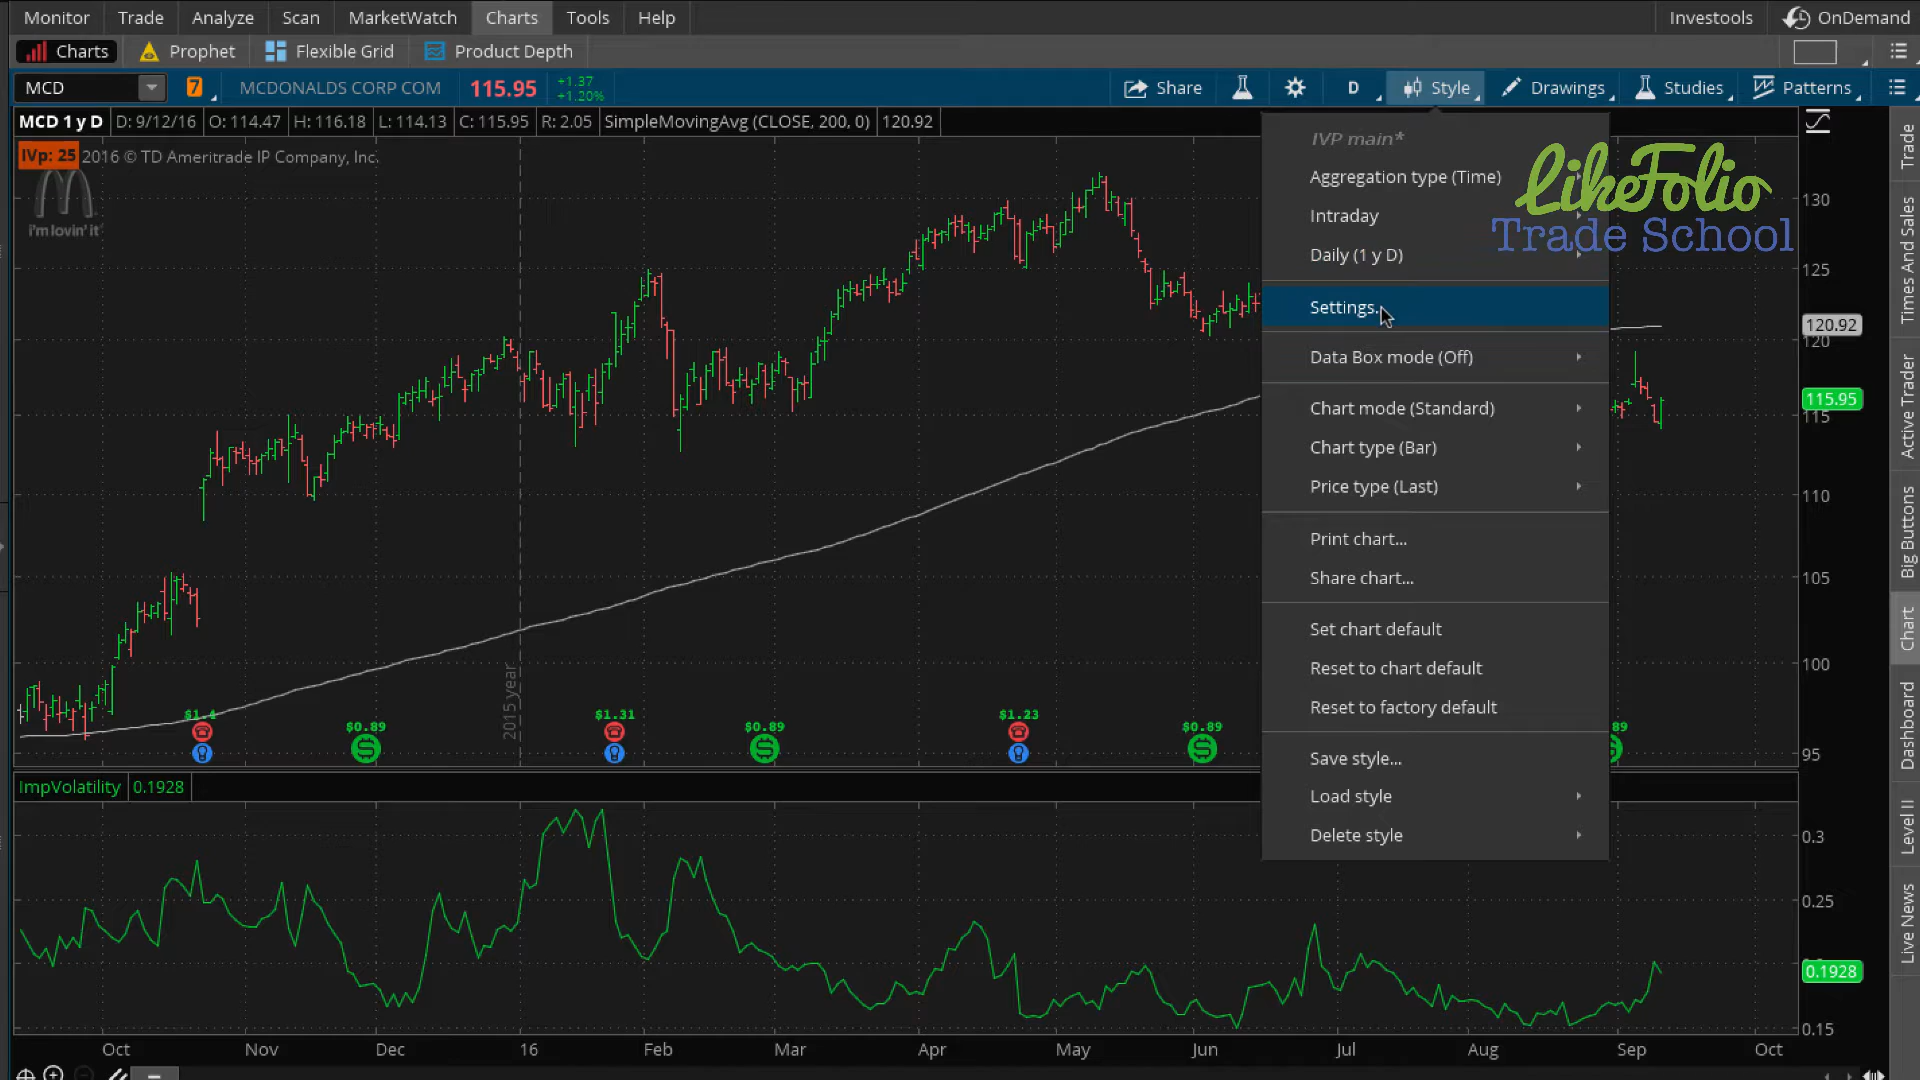 Monitor Trade Analyze Scan MarketWatch Charts Tools Help Investools OnDemand
Charts Prophet Flexible Grid Product Depth
MCD 7 MCDONALDS CORP COM 115.95 +1.37 +1.20% Share D Style Drawings Studies Patterns
MCD 1 y D D: 9/12/16 O: 114.47 H: 116.18 L: 114.13 C: 115.95 R: 2.05 SimpleMovingAvg (CLOSE, 200, 0) 120.92
IVp: 25 2016 © TD Ameritrade IP Company, Inc.
i'm lovin' it
IVP main*
Aggregation type (Time)
Intraday
Daily (1 y D)
Settings..
Data Box mode (Off)
Chart mode (Standard)
Chart type (Bar)
Price type (Last)
Print chart...
Share chart...
Set chart default
Reset to chart default
Reset to factory default
Save style...
Load style
Delete style
LikeFolio
Trade School
130
125
120.92
120
115.95
115
110
105
100
95
2015 year
$1.4 $0.89 $1.31 $0.89 $1.23 $0.89 89
ImpVolatility 0.1928
0.3
0.25
0.1928
0.15
Oct Nov Dec 16 Feb Mar Apr May Jun Jul Aug Sep Oct
Trade
Times And Sales
Active Trader
Big Buttons
Chart
Dashboard
Level II
Live News